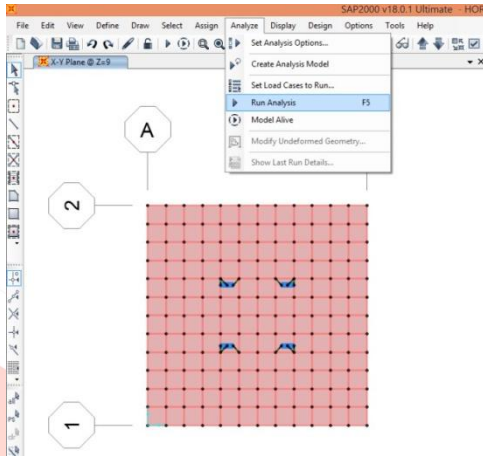 SAP2000 v18.0.1 Ultimate - HOR
File Edit View Define Draw Select Assign Analyze Display Design Options Tools Help
X-Y Plane @ Z=9
Set Analysis Options...
Create Analysis Model
Set Load Cases to Run...
Run Analysis F5
Model Alive
Modify Undeformed Geometry...
Show Last Run Details...
A
2
1